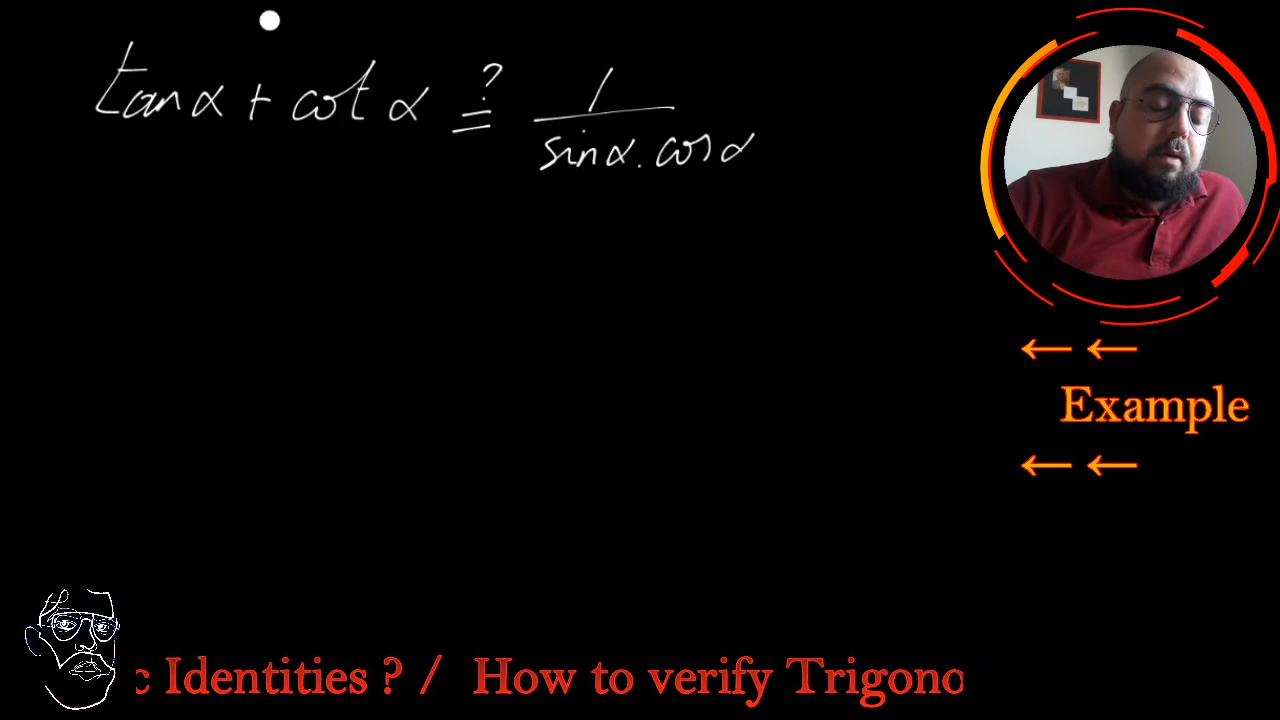 tanα + cotα ≟ 1
sinα . cosα
← ←
Example
← ←
c Identities ? / How to verify Trigono